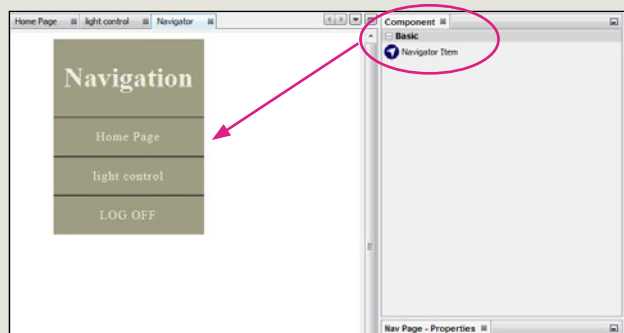 Home Page light control Navigator
Component
Basic
Navigator Item
Navigation
Home Page
light control
LOG OFF
Nav Page - Properties